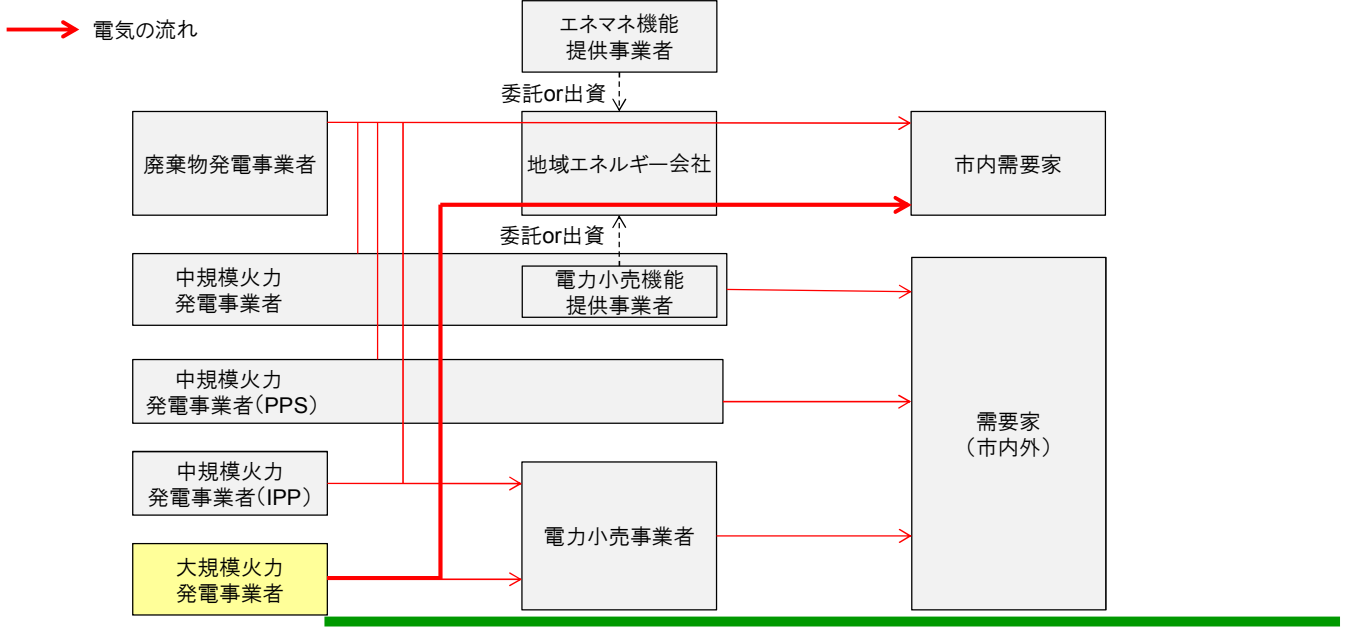 電気の流れ
エネマネ機能
提供事業者
委託or出資
廃棄物発電事業者
地域エネルギー会社
市内需要家
委託or出資
中規模火力
発電事業者
電力小売機能
提供事業者
中規模火力
発電事業者(PPS)
需要家
(市内外)
中規模火力
発電事業者(IPP)
電力小売事業者
大規模火力
発電事業者